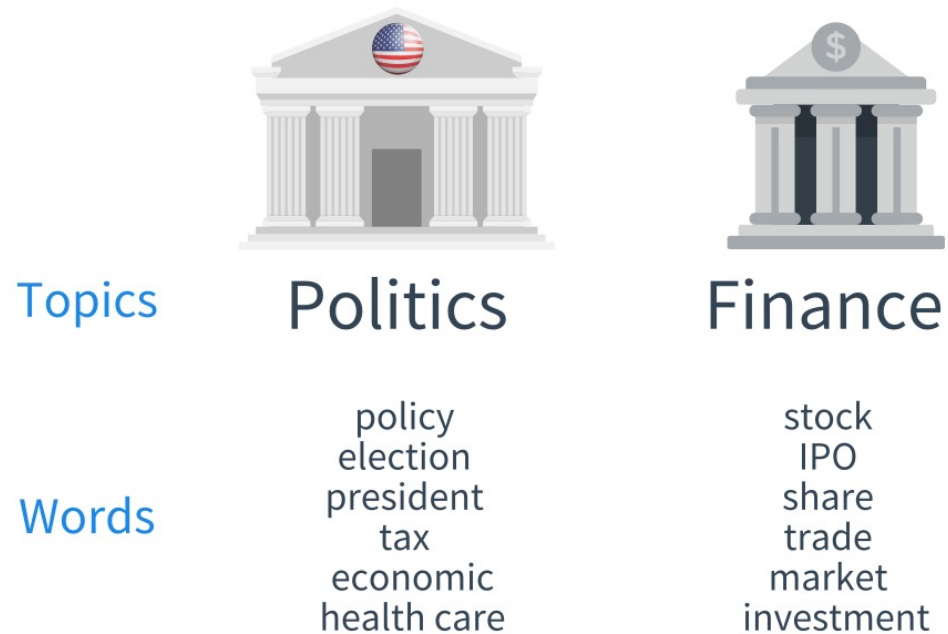 $
Topics
Politics
Finance
Words
policy
election
president
tax
economic
health care
stock
IPO
share
trade
market
investment